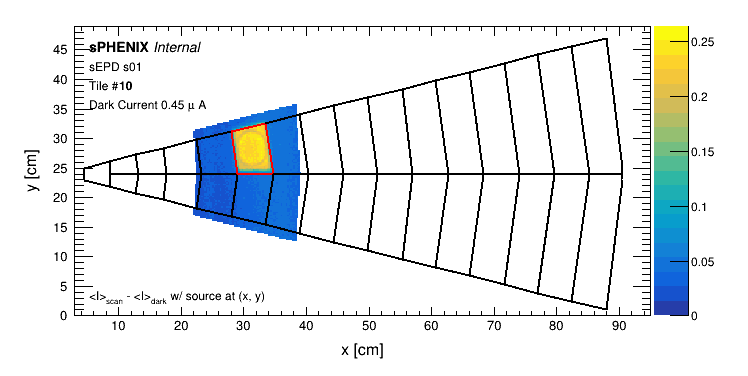 sPHENIX Internal
sEPD s01
Tile #10
Dark Current 0.45 μ A
<I>scan - <I>dark w/ source at (x, y)
y [cm]
45
40
35
30
25
20
15
10
5
0
10 20 30 40 50 60 70 80 90
x [cm]
0.25
0.2
0.15
0.1
0.05
0